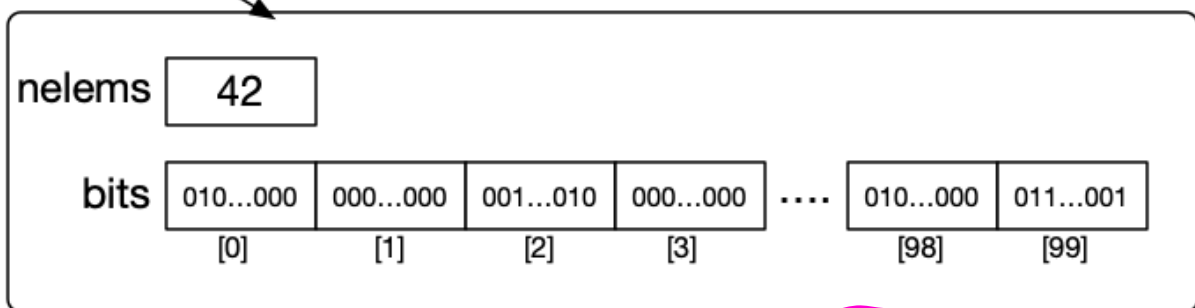 nelems 42
bits 010...000 000...000 001...010 000...000 .... 010...000 011...001
[0] [1] [2] [3] [98] [99]